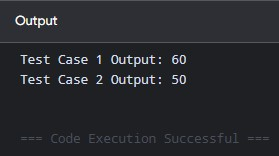 Output
Test Case 1 Output: 60
Test Case 2 Output: 50
=== Code Execution Successful ===